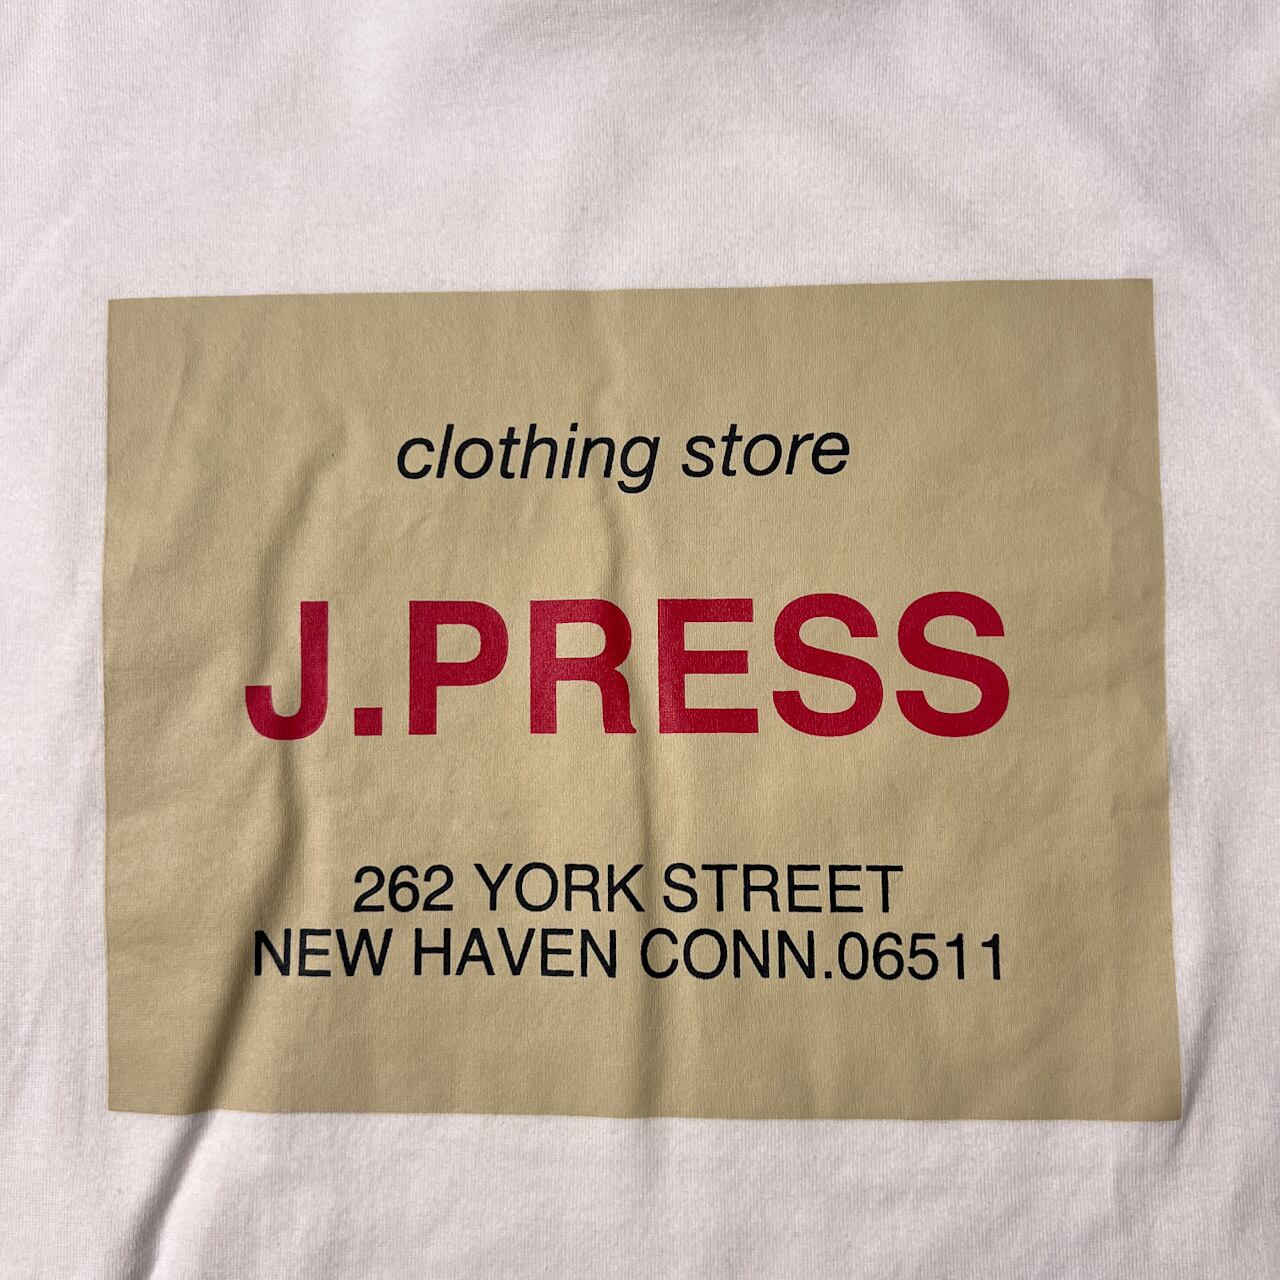 clothing store
J.PRESS
262 YORK STREET
NEW HAVEN CONN.06511